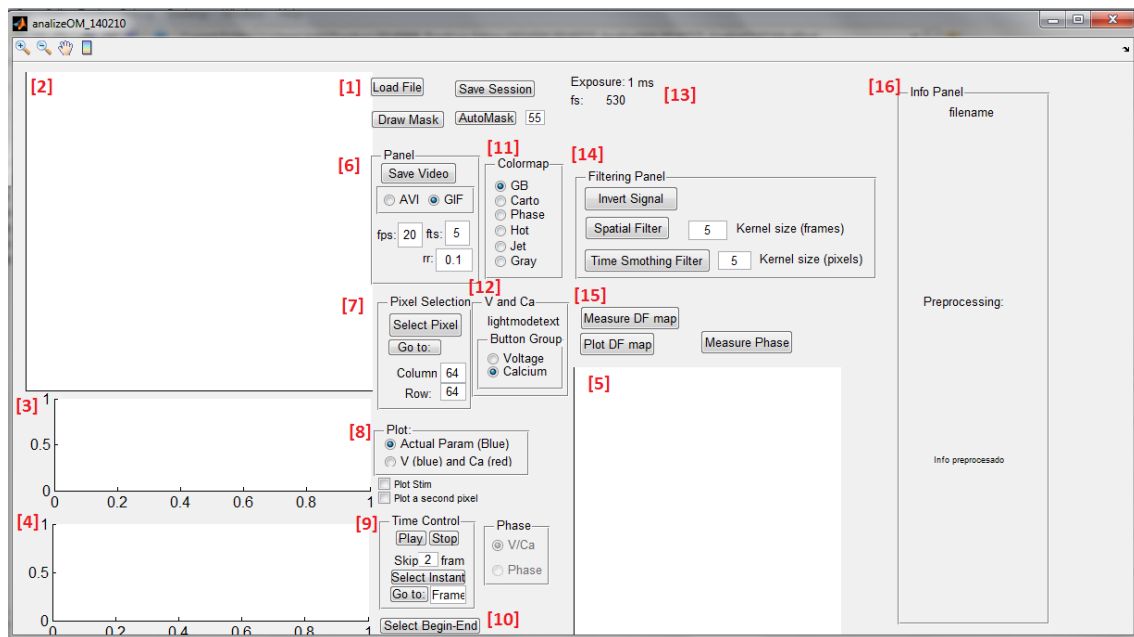 analizeOM_140210
[2]
[1] Load File Save Session
Exposure: 1 ms
fs: 530 [13]
[16] Info Panel
filename
Draw Mask AutoMask 55
[6] Panel
Save Video
AVI GIF
fps: 20 fts: 5
rr: 0.1
[11] Colormap
GB
Carto
Phase
Hot
Jet
Gray
[14]
Filtering Panel
Invert Signal
Spatial Filter 5 Kernel size (frames)
Time Smothing Filter 5 Kernel size (pixels)
[7] Pixel Selection
Select Pixel
Go to:
Column 64
Row: 64
[12]
V and Ca
lightmodetext
Button Group
Voltage
Calcium
[15]
Measure DF map
Plot DF map Measure Phase
Preprocessing:
[5]
[3] 1
0.5
0
0 0.2 0.4 0.6 0.8 1
[8] Plot:
Actual Param (Blue)
V (blue) and Ca (red)
Plot Stim
Plot a second pixel
Info preprocesado
[4] 1
0.5
0
0 0.2 0.4 0.6 0.8 1
[9] Time Control
Play Stop
Skip 2 fram
Select Instant
Go to: Frame
Phase
V/Ca
Phase
Select Begin-End [10]